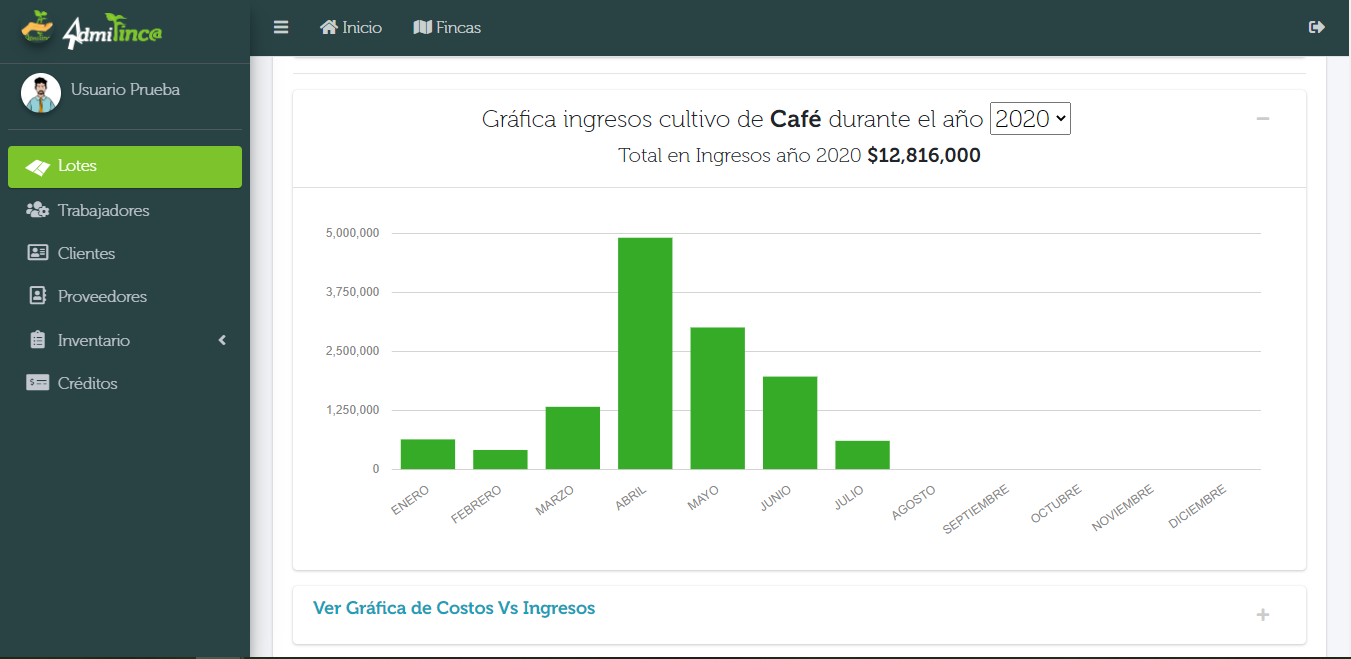 AdmiFinc@
Inicio
Fincas
Usuario Prueba
Lotes
Trabajadores
Clientes
Proveedores
Inventario
Créditos
Gráfica ingresos cultivo de Café durante el año 2020
Total en Ingresos año 2020 $12,816,000
5,000,000
3,750,000
2,500,000
1,250,000
0
ENERO
FEBRERO
MARZO
ABRIL
MAYO
JUNIO
JULIO
AGOSTO
SEPTIEMBRE
OCTUBRE
NOVIEMBRE
DICIEMBRE
Ver Gráfica de Costos Vs Ingresos